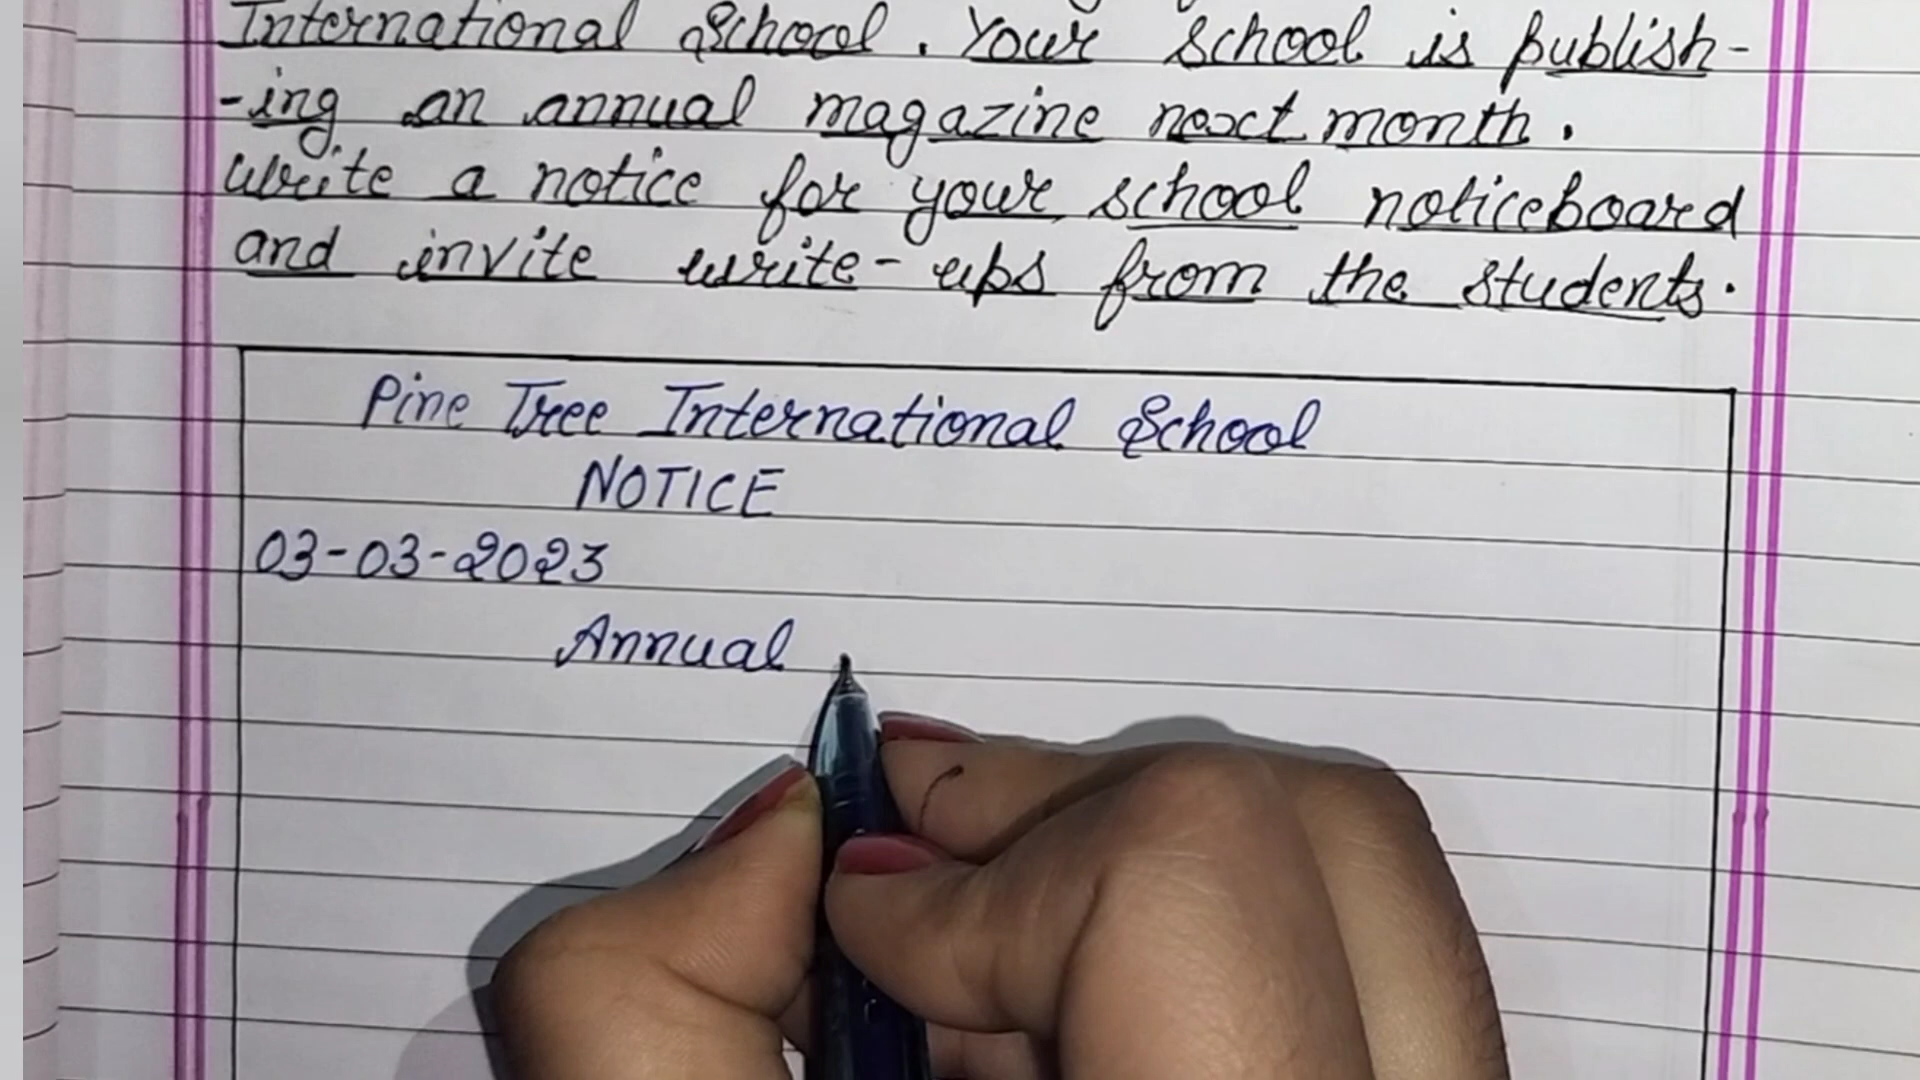 International School. Your school is publish-
-ing an annual magazine next month.
Write a notice for your school noticeboard
and invite write-ups from the students.
Pine Tree International School
NOTICE
03-03-2023
Annual